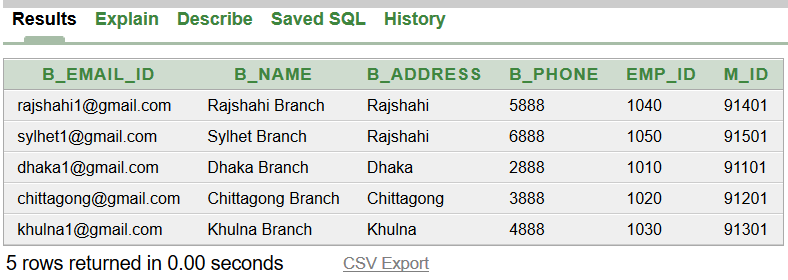 Results Explain Describe Saved SQL History
B_EMAIL_ID B_NAME B_ADDRESS B_PHONE EMP_ID M_ID
rajshahi1@gmail.com Rajshahi Branch Rajshahi 5888 1040 91401
sylhet1@gmail.com Sylhet Branch Rajshahi 6888 1050 91501
dhaka1@gmail.com Dhaka Branch Dhaka 2888 1010 91101
chittagong@gmail.com Chittagong Branch Chittagong 3888 1020 91201
khulna1@gmail.com Khulna Branch Khulna 4888 1030 91301
5 rows returned in 0.00 seconds CSV Export